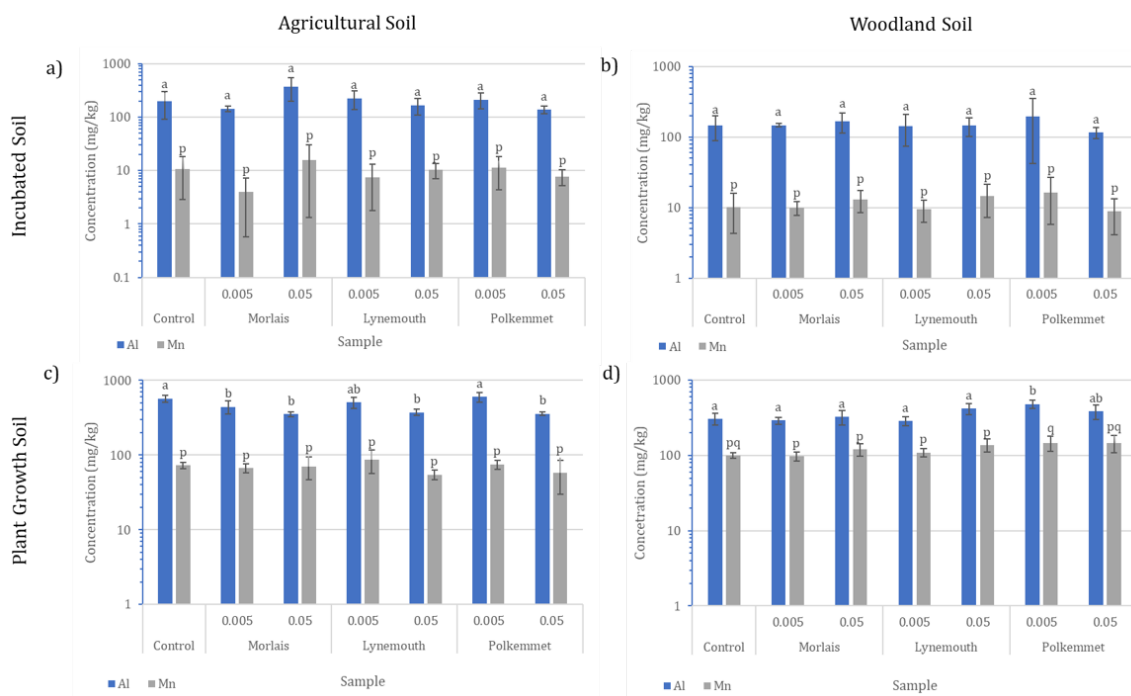 Agricultural Soil
Woodland Soil
Incubated Soil
a)
Concentration (mg/kg)
1000
100
10
1
0.1
a a a a a a a
p p p p p p p
0.005 0.05 0.005 0.05 0.005 0.05
Control Morlais Lynemouth Polkemmet
Sample
Al Mn
b)
Concentration (mg/kg)
1000
100
10
1
a a a a a a a
p p p p p p p
0.005 0.05 0.005 0.05 0.005 0.05
Control Morlais Lynemouth Polkemmet
Sample
Al Mn
Plant Growth Soil
c)
Concentration (mg/kg)
1000
100
10
1
a b b ab b a b
p p p p p p p
0.005 0.05 0.005 0.05 0.005 0.05
Control Morlais Lynemouth Polkemmet
Sample
Al Mn
d)
Concetration (mg/kg)
1000
100
10
1
a a a a a b ab
pq p p p p q pq
0.005 0.05 0.005 0.05 0.005 0.05
Control Morlais Lynemouth Polkemmet
Sample
Al Mn